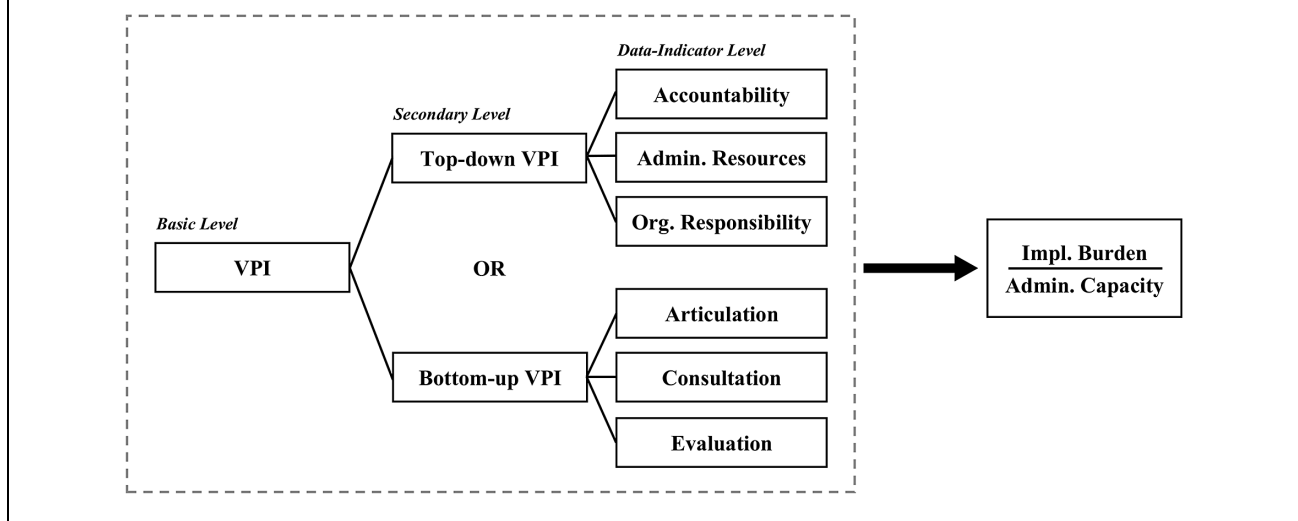 Data-Indicator Level
Accountability
Secondary Level
Top-down VPI
Admin. Resources
Org. Responsibility
Basic Level
VPI
OR
Impl. Burden
Admin. Capacity
Articulation
Bottom-up VPI
Consultation
Evaluation